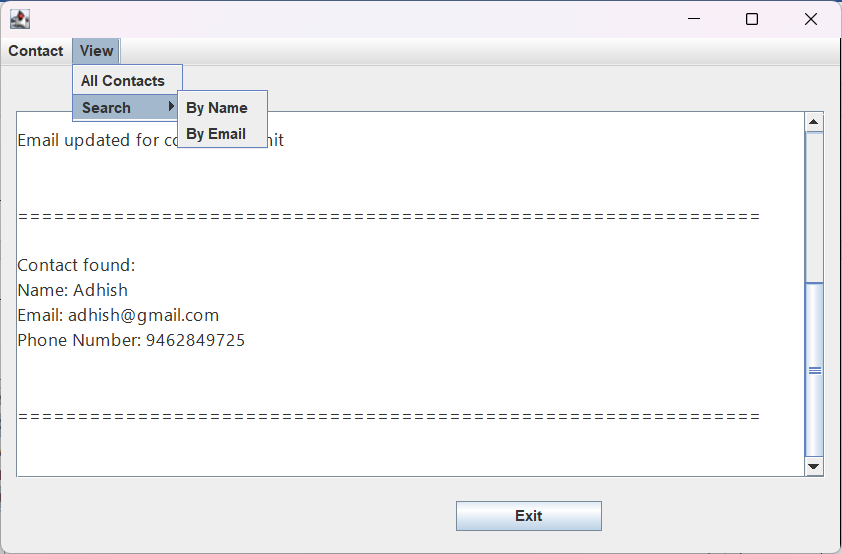 Contact View
All Contacts
Search By Name
By Email
Email updated for co
===============================================================
Contact found:
Name: Adhish
Email: adhish@gmail.com
Phone Number: 9462849725
===============================================================
Exit